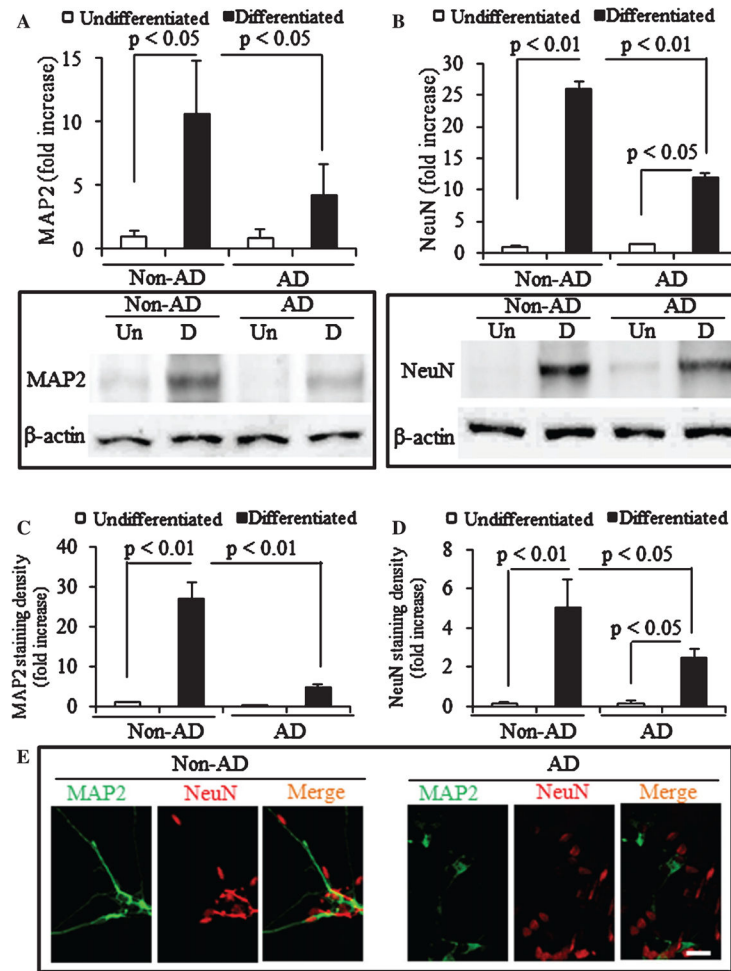 A
□ Undifferentiated ■ Differentiated
p < 0.05
p < 0.05
15
10
5
0
MAP2 (fold increase)
Non-AD
AD
Non-AD
AD
Un
D
Un
D
MAP2
β-actin
B
□ Undifferentiated ■ Differentiated
p < 0.01
p < 0.01
p < 0.05
30
25
20
15
10
5
0
NeuN (fold increase)
Non-AD
AD
Non-AD
AD
Un
D
Un
D
NeuN
β-actin
C
□ Undifferentiated ■ Differentiated
p < 0.01
p < 0.01
40
30
20
10
0
MAP2 staining density
(fold increase)
Non-AD
AD
D
□ Undifferentiated ■ Differentiated
p < 0.01
p < 0.05
p < 0.05
8
6
4
2
0
NeuN staining density
(fold increase)
Non-AD
AD
E
Non-AD
MAP2
NeuN
Merge
AD
MAP2
NeuN
Merge